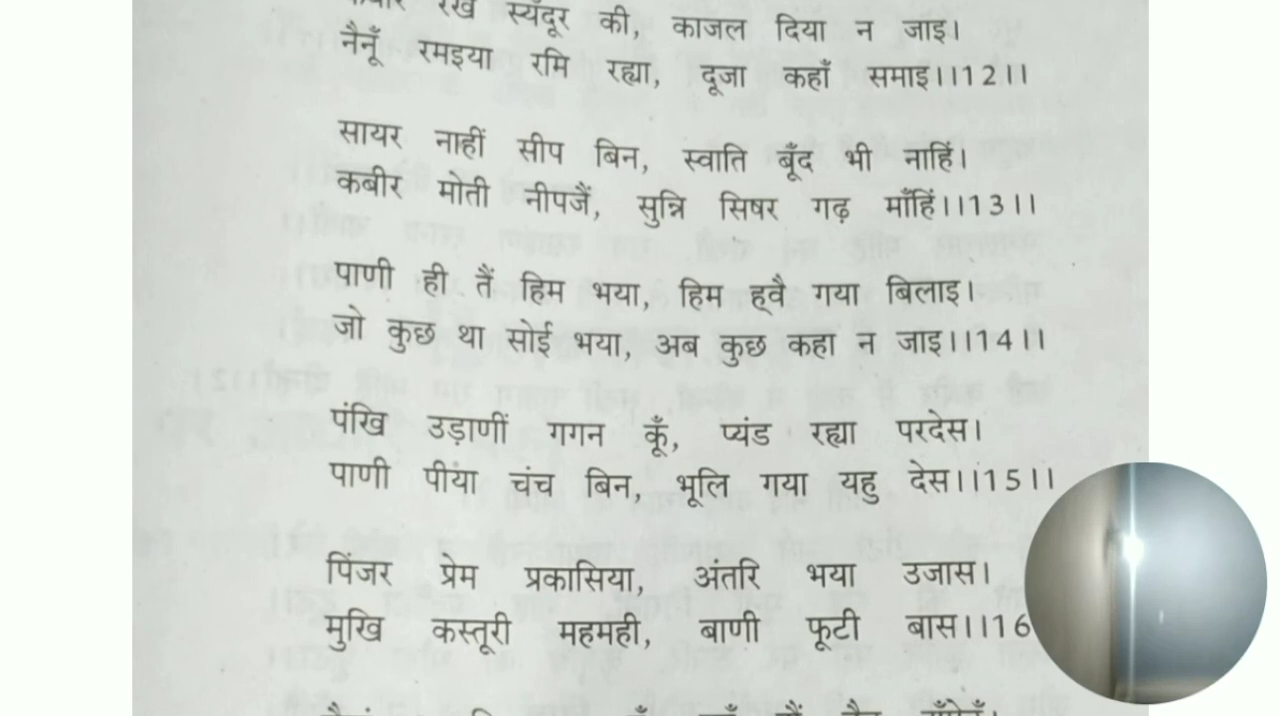 रेख स्यँदूर की, काजल दिया न जाइ।
नैनूँ रमइया रमि रह्या, दूजा कहाँ समाइ।।12।।
सायर नाहीं सीप बिन, स्वाति बूँद भी नाहिं।
कबीर मोती नीपजैं, सुन्नि सिषर गढ़ माँहिं।।13।।
पाणी ही तैं हिम भया, हिम ह्वै गया बिलाइ।
जो कुछ था सोई भया, अब कुछ कहा न जाइ।।14।।
पंखि उड़ाणीं गगन कूँ, प्यंड रह्या परदेस।
पाणी पीया चंच बिन, भूलि गया यहु देस।।15।।
पिंजर प्रेम प्रकासिया, अंतरि भया उजास।
मुखि कस्तूरी महमही, बाणी फूटी बास।।16